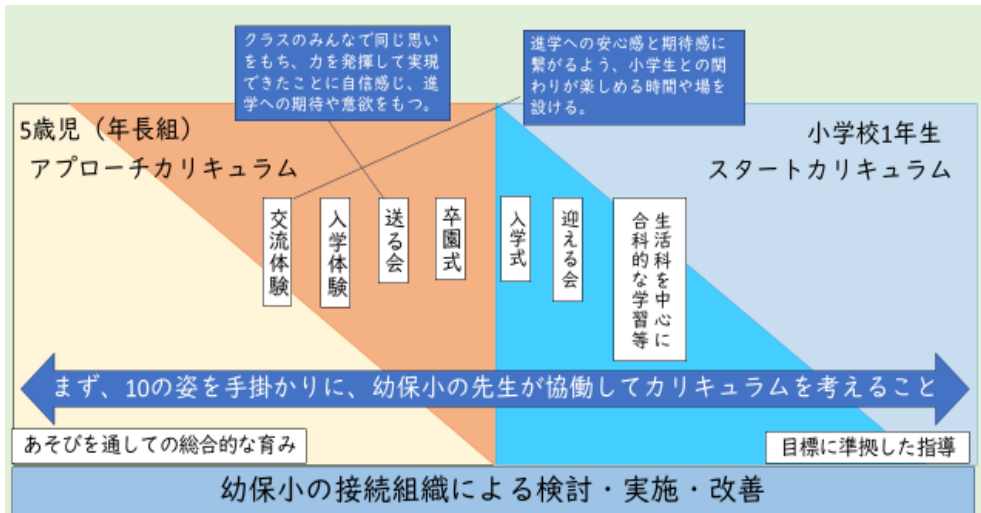 クラスのみんなで同じ思い
をもち、力を発揮して実現
できたことに自信感じ、進
学への期待や意欲をもつ。
進学への安心感と期待感に
繋がるよう、小学生との関
わりが楽しめる時間や場を
設ける。
5歳児（年長組）
アプローチカリキュラム
小学校1年生
スタートカリキュラム
交流体験
入学体験
送る会
卒園式
入学式
迎える会
生活科を中心に
合科的な学習等
まず、10の姿を手掛かりに、幼保小の先生が協働してカリキュラムを考えること
あそびを通しての総合的な育み
目標に準拠した指導
幼保小の接続組織による検討・実施・改善